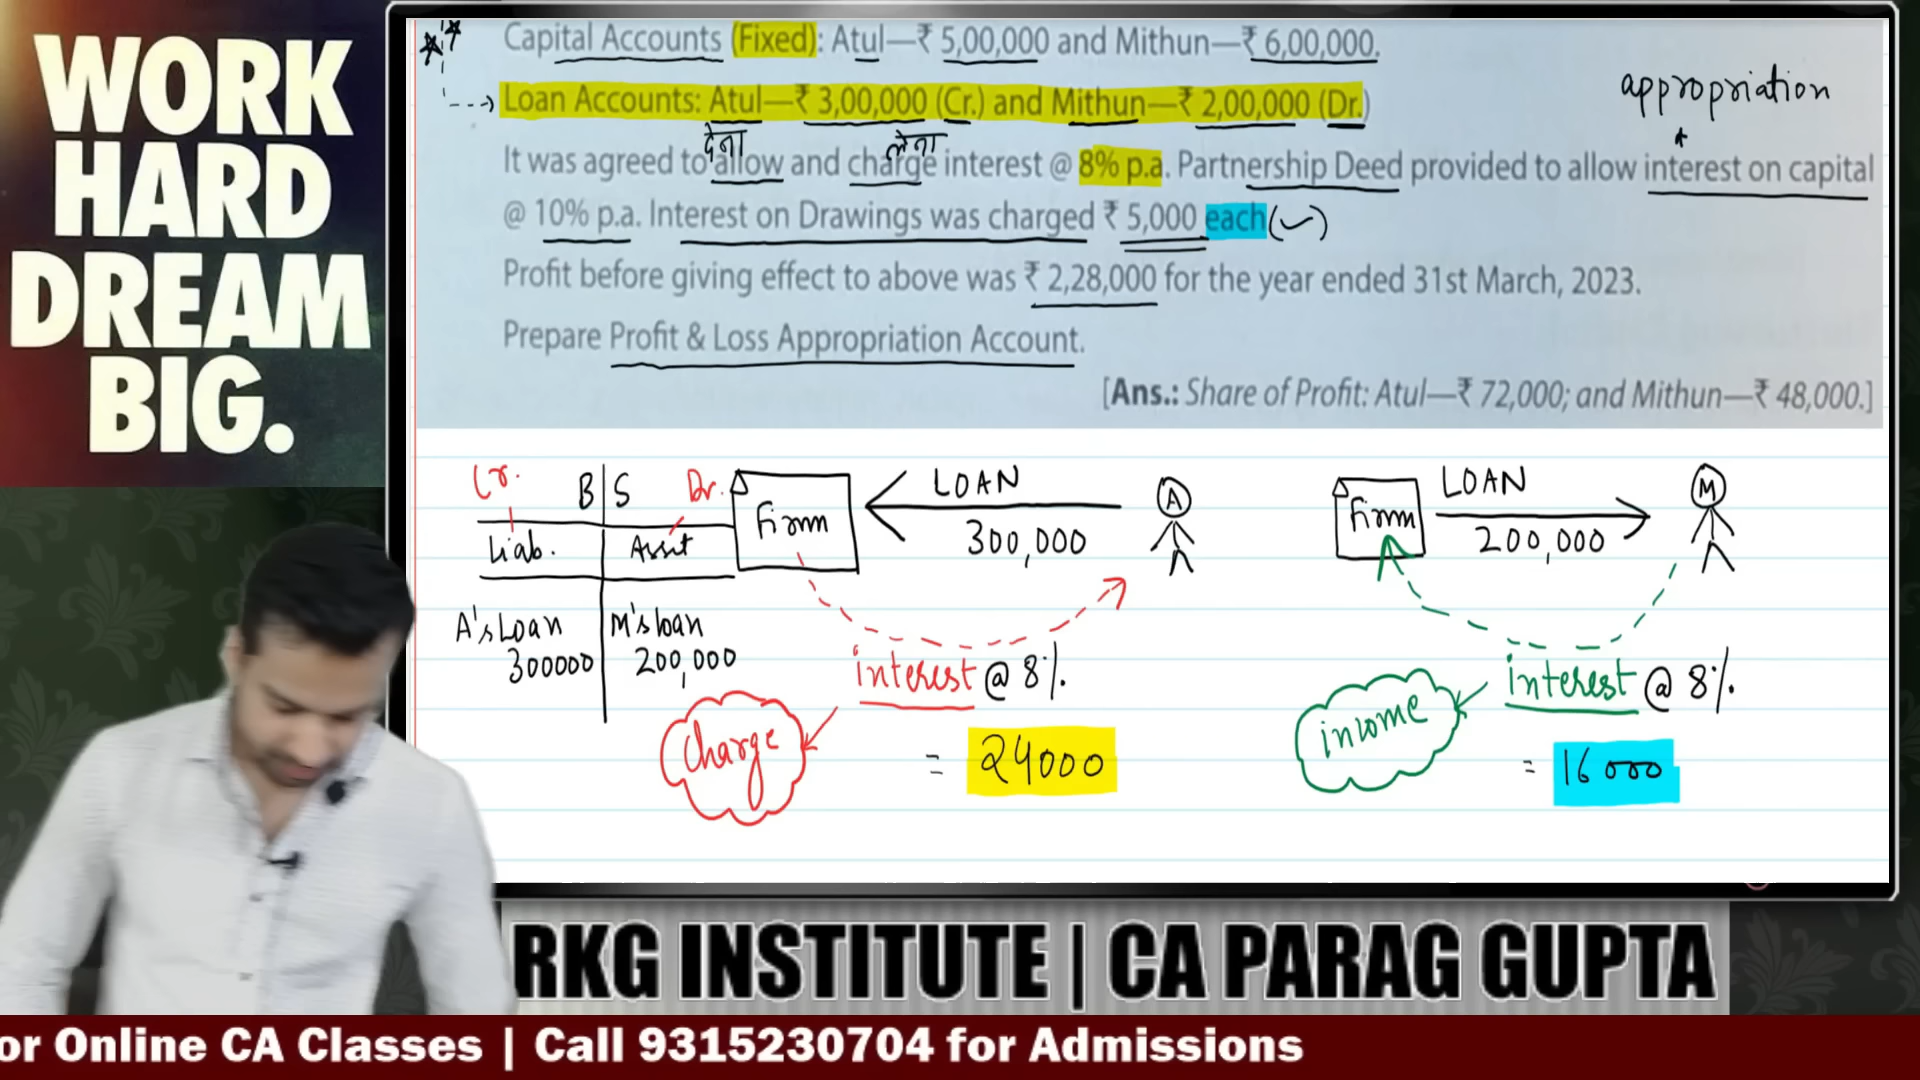 WORK
HARD
DREAM
BIG.
Capital Accounts (Fixed): Atul—₹ 5,00,000 and Mithun—₹ 6,00,000.
appropriation
Loan Accounts: Atul—₹ 3,00,000 (Cr.) and Mithun—₹ 2,00,000 (Dr.)
देना लेना
It was agreed to allow and charge interest @ 8% p.a. Partnership Deed provided to allow interest on capital
@ 10% p.a. Interest on Drawings was charged ₹ 5,000 each (✓)
Profit before giving effect to above was ₹ 2,28,000 for the year ended 31st March, 2023.
Prepare Profit & Loss Appropriation Account.
[Ans.: Share of Profit: Atul—₹ 72,000; and Mithun—₹ 48,000.]
Cr. B|S Dr.
Liab. Asset
A's Loan M's loan
300000 200,000
Firm LOAN A
300,000
interest @ 8%
charge
= 24000
Firm LOAN M
200,000
interest @ 8%
income
= 16000
RKG INSTITUTE | CA PARAG GUPTA
or Online CA Classes | Call 9315230704 for Admissions